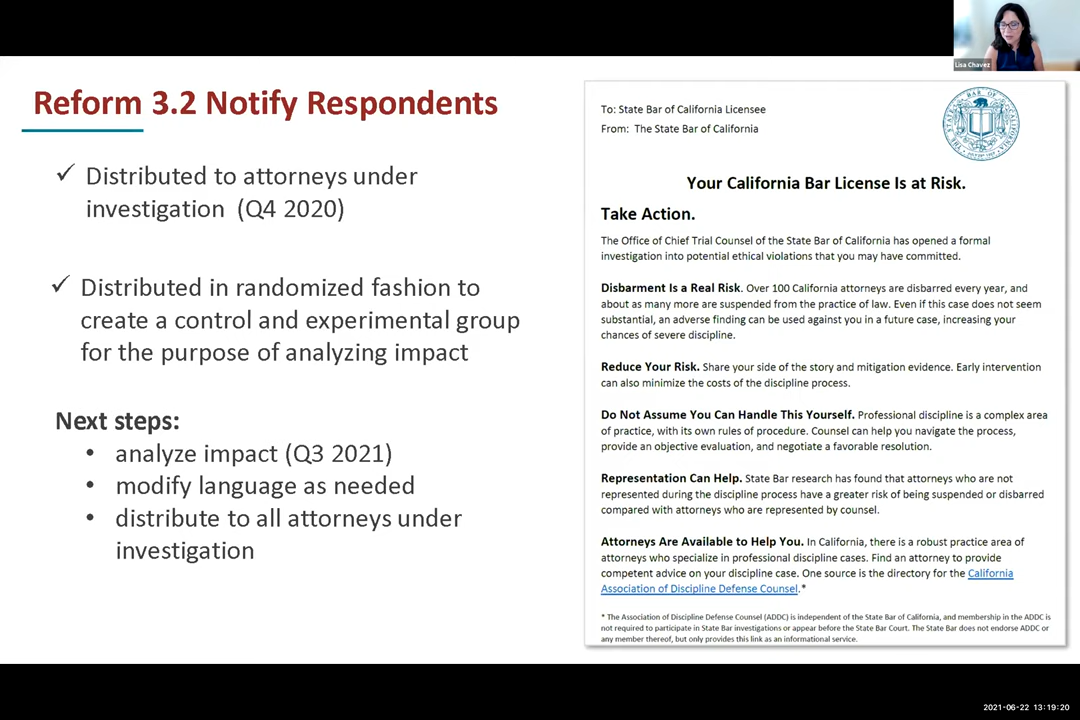 Lisa Chavez
Reform 3.2 Notify Respondents
✓ Distributed to attorneys under
investigation (Q4 2020)
✓ Distributed in randomized fashion to
create a control and experimental group
for the purpose of analyzing impact
Next steps:
• analyze impact (Q3 2021)
• modify language as needed
• distribute to all attorneys under
investigation
To: State Bar of California Licensee
From: The State Bar of California
THE STATE BAR OF CALIFORNIA
Your California Bar License Is at Risk.
Take Action.
The Office of Chief Trial Counsel of the State Bar of California has opened a formal
investigation into potential ethical violations that you may have committed.
Disbarment Is a Real Risk. Over 100 California attorneys are disbarred every year, and
about as many more are suspended from the practice of law. Even if this case does not seem
substantial, an adverse finding can be used against you in a future case, increasing your
chances of severe discipline.
Reduce Your Risk. Share your side of the story and mitigation evidence. Early intervention
can also minimize the costs of the discipline process.
Do Not Assume You Can Handle This Yourself. Professional discipline is a complex area
of practice, with its own rules of procedure. Counsel can help you navigate the process,
provide an objective evaluation, and negotiate a favorable resolution.
Representation Can Help. State Bar research has found that attorneys who are not
represented during the discipline process have a greater risk of being suspended or disbarred
compared with attorneys who are represented by counsel.
Attorneys Are Available to Help You. In California, there is a robust practice area of
attorneys who specialize in professional discipline cases. Find an attorney to provide
competent advice on your discipline case. One source is the directory for the California
Association of Discipline Defense Counsel.*
* The Association of Discipline Defense Counsel (ADDC) is independent of the State Bar of California, and membership in the ADDC is
not required to participate in State Bar investigations or appear before the State Bar Court. The State Bar does not endorse ADDC or
any member thereof, but only provides this link as an informational service.
2021-06-22 13:19:20